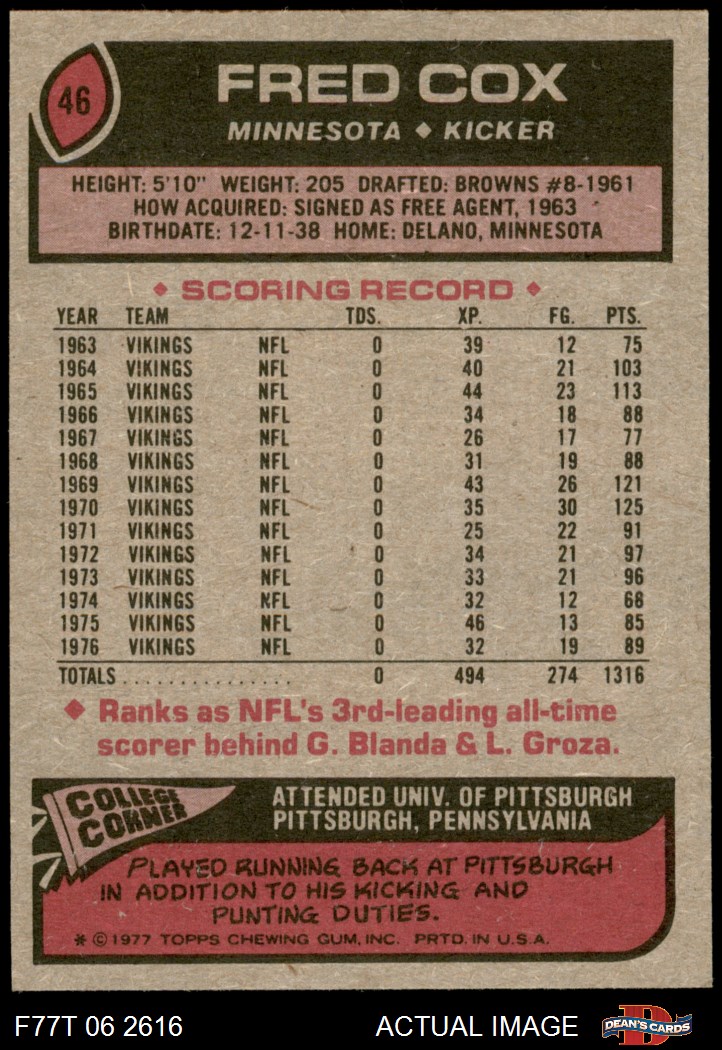 46
FRED COX
MINNESOTA ◆ KICKER
HEIGHT: 5'10" WEIGHT: 205 DRAFTED: BROWNS #8-1961
HOW ACQUIRED: SIGNED AS FREE AGENT, 1963
BIRTHDATE: 12-11-38 HOME: DELANO, MINNESOTA
◆ SCORING RECORD ◆
YEAR TEAM TDS. XP. FG. PTS.
1963 VIKINGS NFL 0 39 12 75
1964 VIKINGS NFL 0 40 21 103
1965 VIKINGS NFL 0 44 23 113
1966 VIKINGS NFL 0 34 18 88
1967 VIKINGS NFL 0 26 17 77
1968 VIKINGS NFL 0 31 19 88
1969 VIKINGS NFL 0 43 26 121
1970 VIKINGS NFL 0 35 30 125
1971 VIKINGS NFL 0 25 22 91
1972 VIKINGS NFL 0 34 21 97
1973 VIKINGS NFL 0 33 21 96
1974 VIKINGS NFL 0 32 12 68
1975 VIKINGS NFL 0 46 13 85
1976 VIKINGS NFL 0 32 19 89
TOTALS ............... 0 494 274 1316
◆ Ranks as NFL's 3rd-leading all-time
scorer behind G. Blanda & L. Groza.
COLLEGE
CORNER
ATTENDED UNIV. OF PITTSBURGH
PITTSBURGH, PENNSYLVANIA
PLAYED RUNNING BACK AT PITTSBURGH
IN ADDITION TO HIS KICKING AND
PUNTING DUTIES.
* © 1977 TOPPS CHEWING GUM, INC. PRTD. IN U.S.A.
F77T 06 2616 ACTUAL IMAGE
D
DEAN'S CARDS